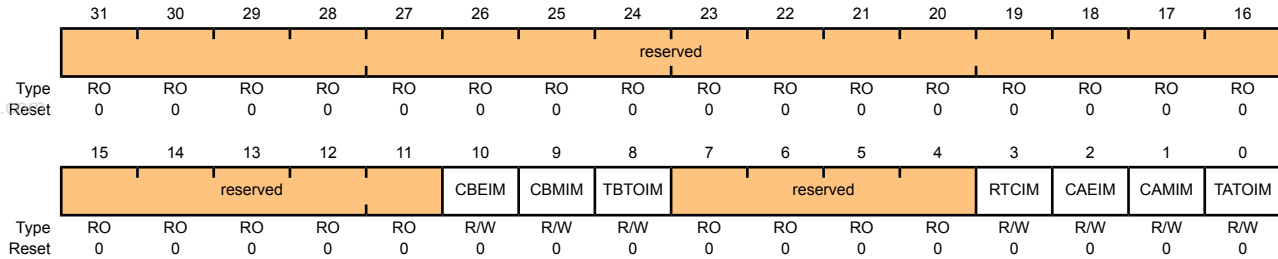 31 30 29 28 27 26 25 24 23 22 21 20 19 18 17 16
reserved
Type RO RO RO RO RO RO RO RO RO RO RO RO RO RO RO RO
Reset 0 0 0 0 0 0 0 0 0 0 0 0 0 0 0 0
15 14 13 12 11 10 9 8 7 6 5 4 3 2 1 0
reserved CBEIM CBMIM TBTOIM reserved RTCIM CAEIM CAMIM TATOIM
Type RO RO RO RO RO R/W R/W R/W RO RO RO RO R/W R/W R/W R/W
Reset 0 0 0 0 0 0 0 0 0 0 0 0 0 0 0 0